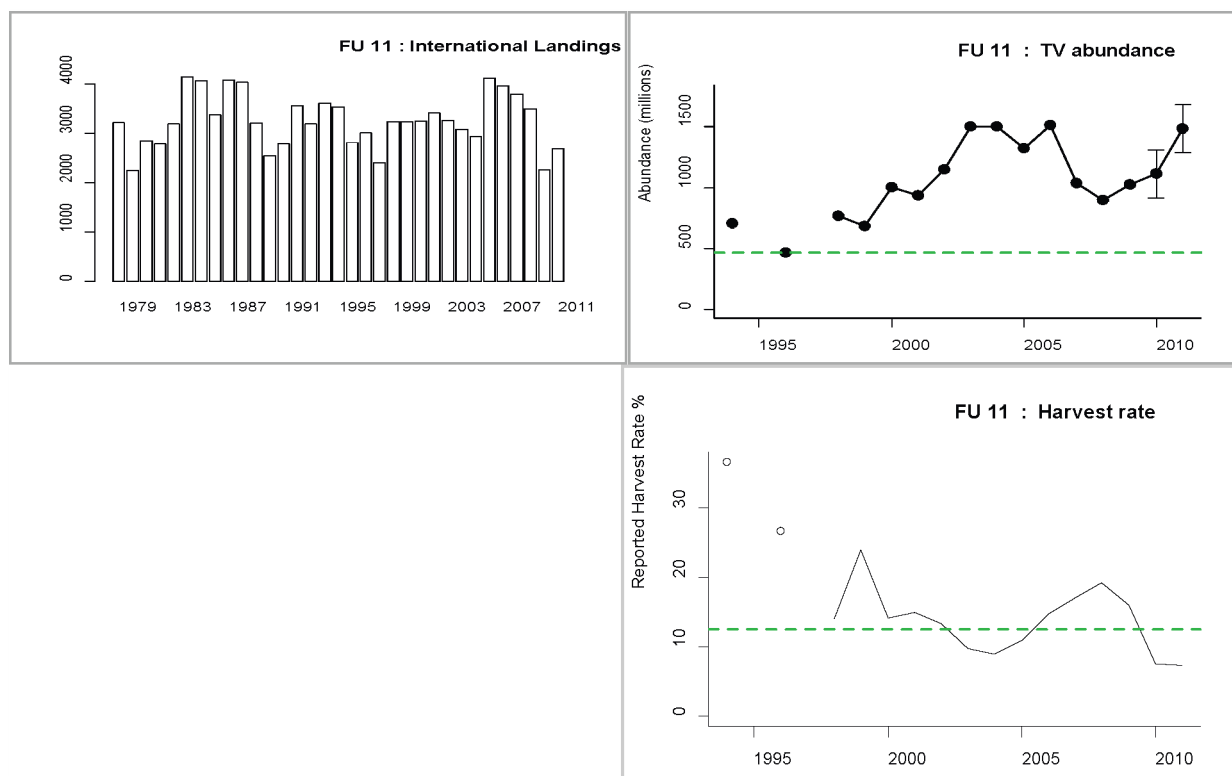 FU 11 : International Landings
4000
3000
2000
1000
0
1979 1983 1987 1991 1995 1999 2003 2007 2011
FU 11 : TV abundance
Abundance (millions)
1500
1000
500
0
1995 2000 2005 2010
FU 11 : Harvest rate
Reported Harvest Rate %
30
20
10
0
1995 2000 2005 2010